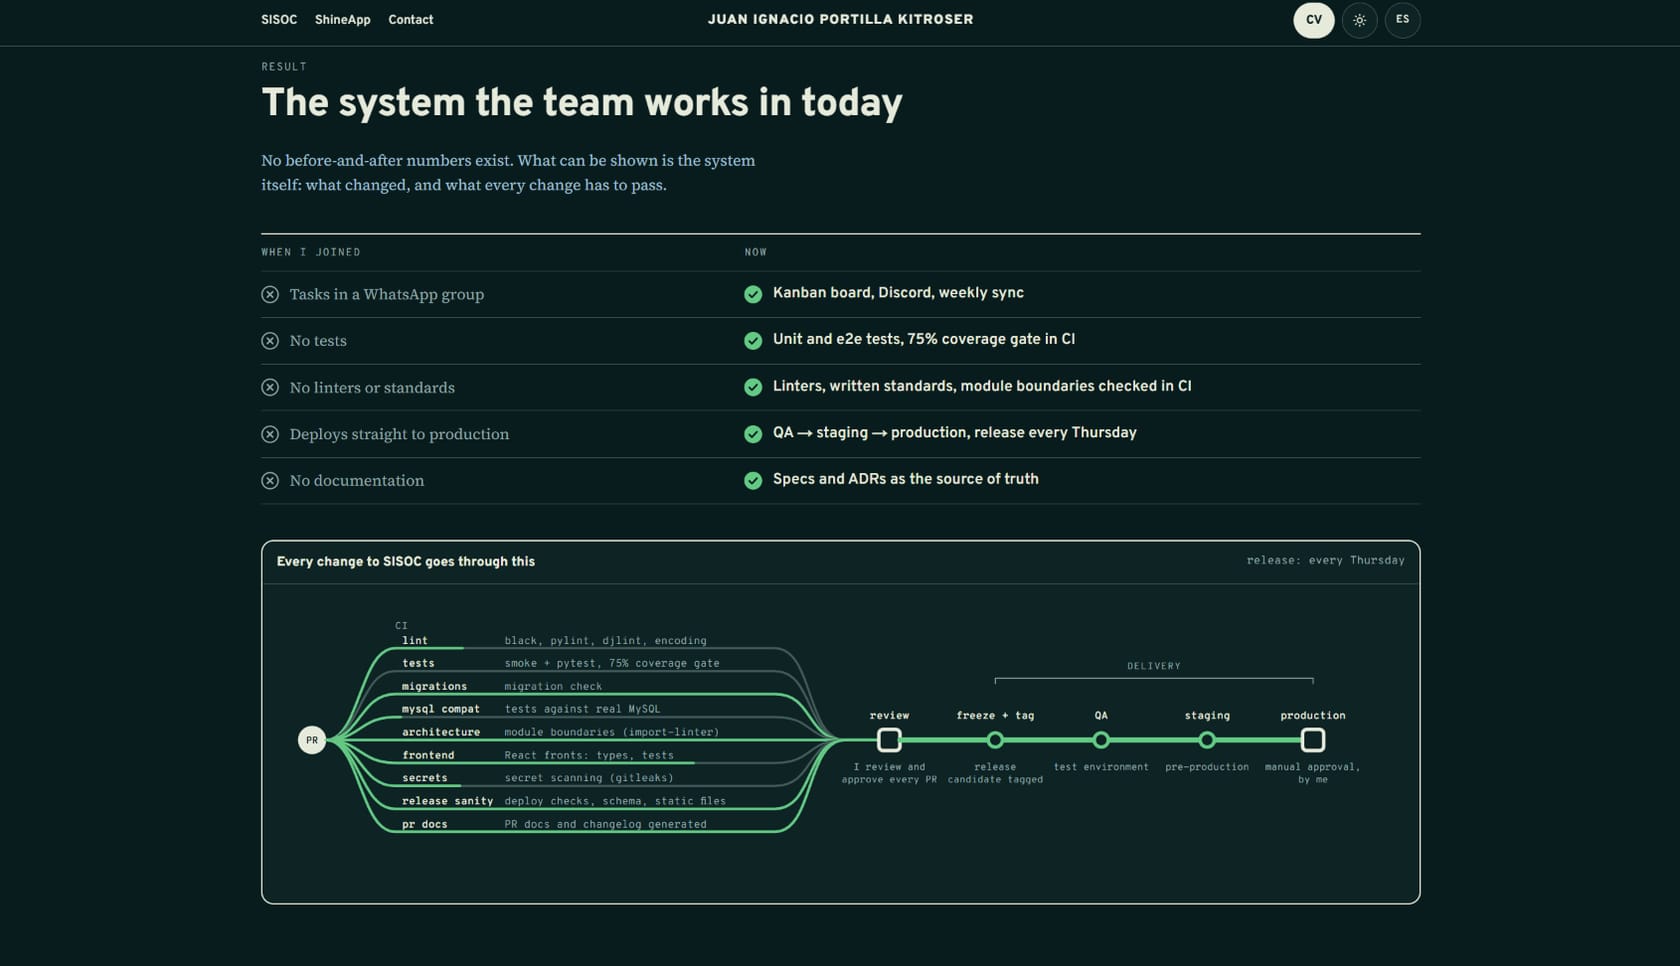 SISOC ShineApp Contact JUAN IGNACIO PORTILLA KITROSER CV ES
RESULT
The system the team works in today
No before-and-after numbers exist. What can be shown is the system
itself: what changed, and what every change has to pass.
WHEN I JOINED NOW
Tasks in a WhatsApp group Kanban board, Discord, weekly sync
No tests Unit and e2e tests, 75% coverage gate in CI
No linters or standards Linters, written standards, module boundaries checked in CI
Deploys straight to production QA → staging → production, release every Thursday
No documentation Specs and ADRs as the source of truth
Every change to SISOC goes through this release: every Thursday
CI
lint black, pylint, djlint, encoding
tests smoke + pytest, 75% coverage gate
migrations migration check
mysql compat tests against real MySQL
architecture module boundaries (import-linter)
frontend React fronts: types, tests
secrets secret scanning (gitleaks)
release sanity deploy checks, schema, static files
pr docs PR docs and changelog generated
PR
DELIVERY
review freeze + tag QA staging production
I review and release test environment pre-production manual approval,
approve every PR candidate tagged by me